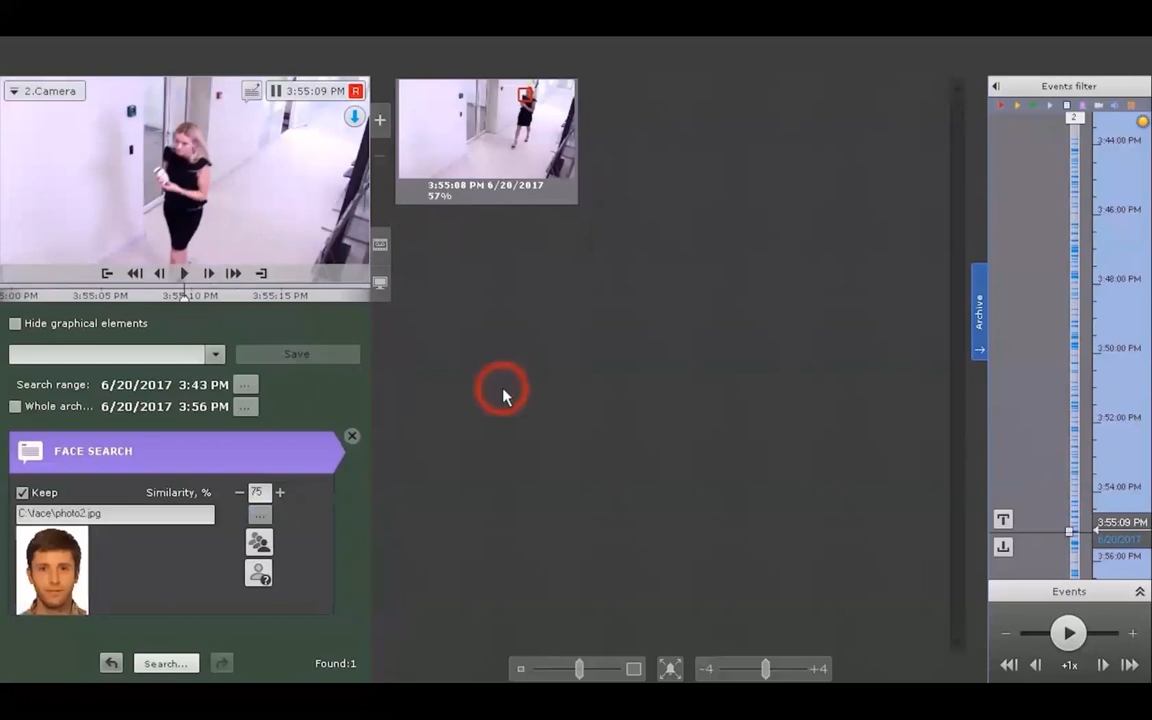 2.Camera
3:55:09 PM R
3:55:05 PM 3:55:10 PM 3:55:15 PM
Hide graphical elements
Save
Search range: 6/20/2017 3:43 PM ...
Whole arch... 6/20/2017 3:56 PM ...
FACE SEARCH
Keep Similarity, % − 75 +
C:\face\photo2.jpg ...
Search... Found:1
3:55:08 PM 6/20/2017
57%
-4 +4
Archive
Events filter
2
3:44:00 PM
3:46:00 PM
3:48:00 PM
3:50:00 PM
3:52:00 PM
3:54:00 PM
3:55:09 PM
6/20/2017
3:56:00 PM
Events
− +
+1x